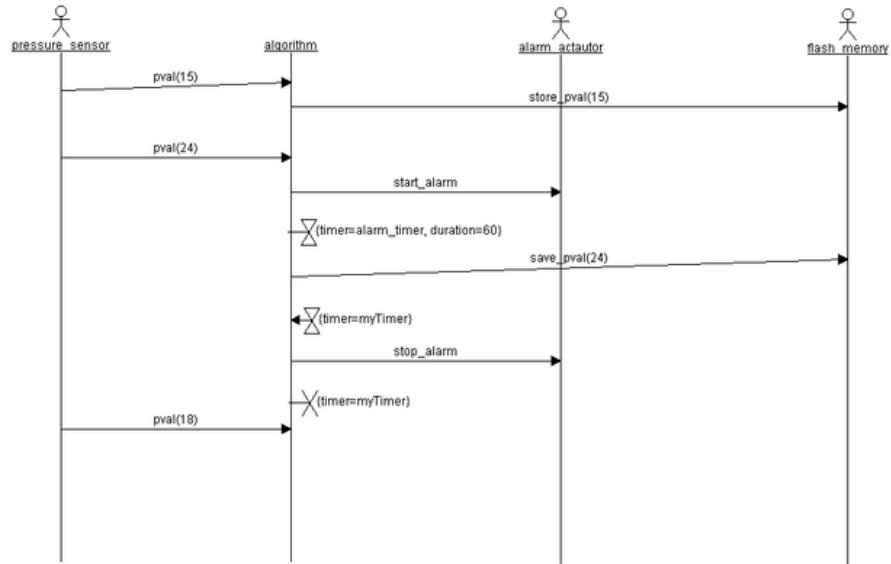 pressure_sensor
algorithm
alarm_actautor
flash_memory
pval(15)
store_pval(15)
pval(24)
start_alarm
{timer=alarm_timer, duration=60}
save_pval(24)
{timer=myTimer}
stop_alarm
{timer=myTimer}
pval(18)